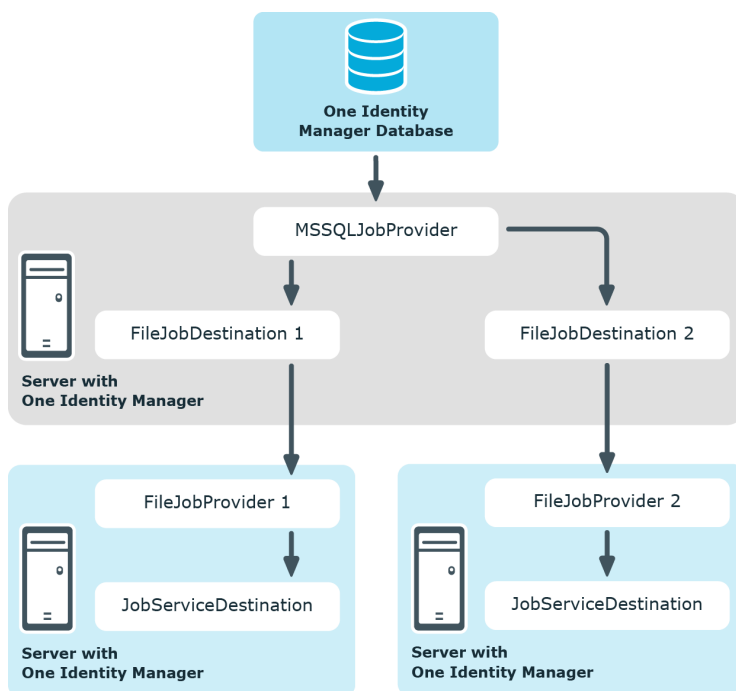 One Identity
Manager Database
MSSQLJobProvider
FileJobDestination 1
FileJobDestination 2
Server with
One Identity Manager
FileJobProvider 1
FileJobProvider 2
JobServiceDestination
JobServiceDestination
Server with
One Identity Manager
Server with
One Identity Manager